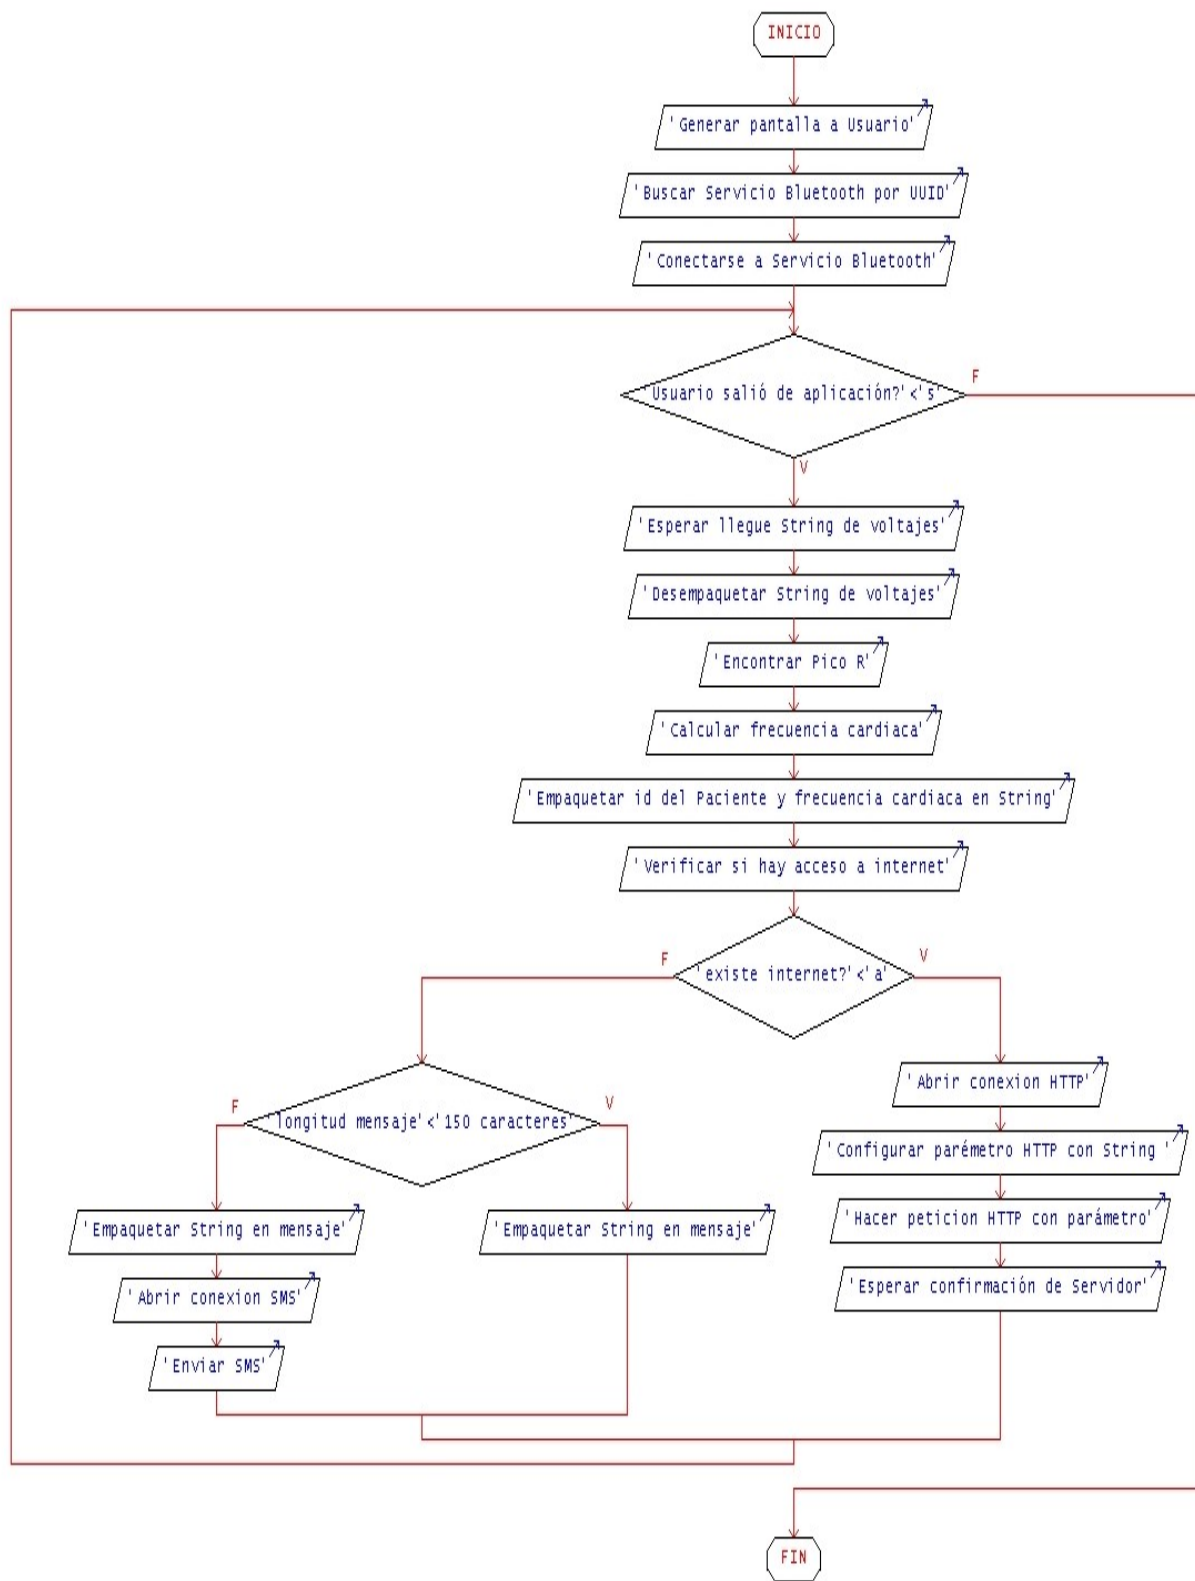 INICIO
'Generar pantalla a Usuario'
'Buscar Servicio Bluetooth por UUID'
'Conectarse a Servicio Bluetooth'
'Usuario salió de aplicación?'<'s'
F
V
'Esperar llegue String de voltajes'
'Desempaquetar String de voltajes'
'Encontrar Pico R'
'Calcular frecuencia cardiaca'
'Empaquetar id del Paciente y frecuencia cardiaca en String'
'Verificar si hay acceso a internet'
F
'existe internet?'<'a'
V
F
'longitud mensaje'<'150 caracteres'
V
'Abrir conexion HTTP'
'Configurar parémetro HTTP con String '
'Empaquetar String en mensaje'
'Empaquetar String en mensaje'
'Hacer peticion HTTP con parámetro'
'Abrir conexion SMS'
'Esperar confirmación de Servidor'
'Enviar SMS'
FIN